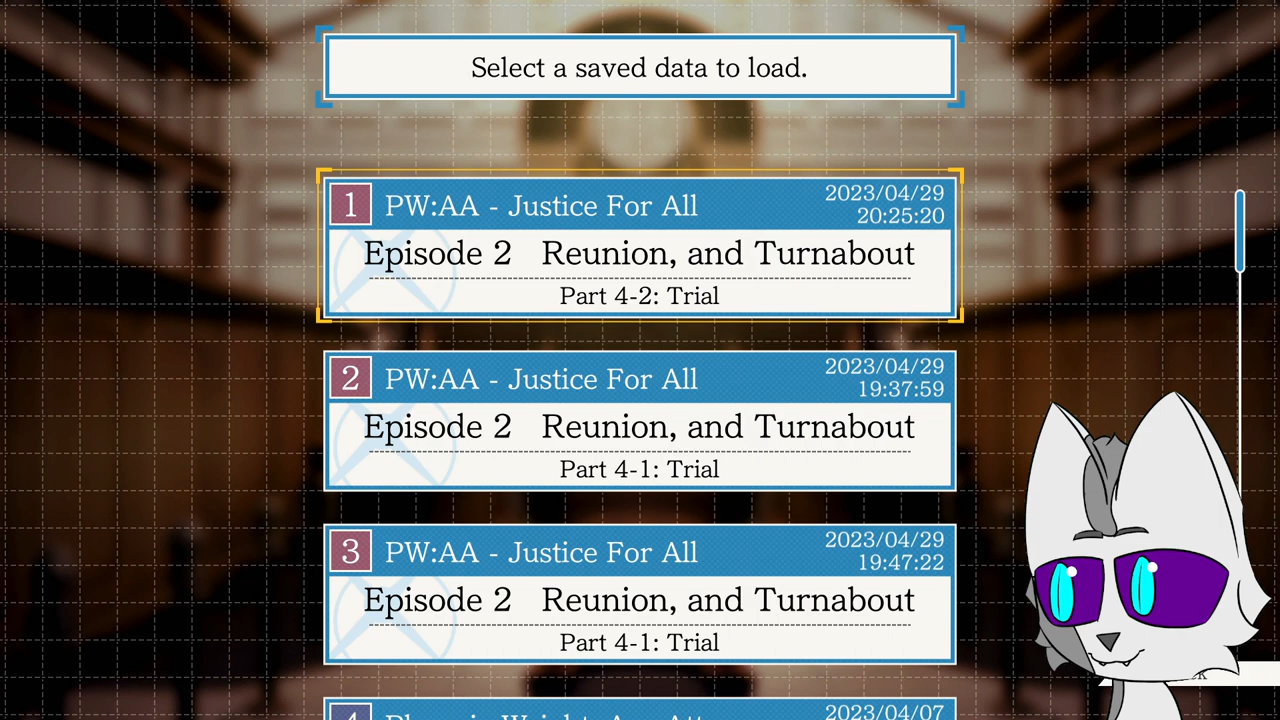 Select a saved data to load.
1 PW:AA - Justice For All 2023/04/29 20:25:20
Episode 2 Reunion, and Turnabout
Part 4-2: Trial
2 PW:AA - Justice For All 2023/04/29 19:37:59
Episode 2 Reunion, and Turnabout
Part 4-1: Trial
3 PW:AA - Justice For All 2023/04/29 19:47:22
Episode 2 Reunion, and Turnabout
Part 4-1: Trial
2023/04/07